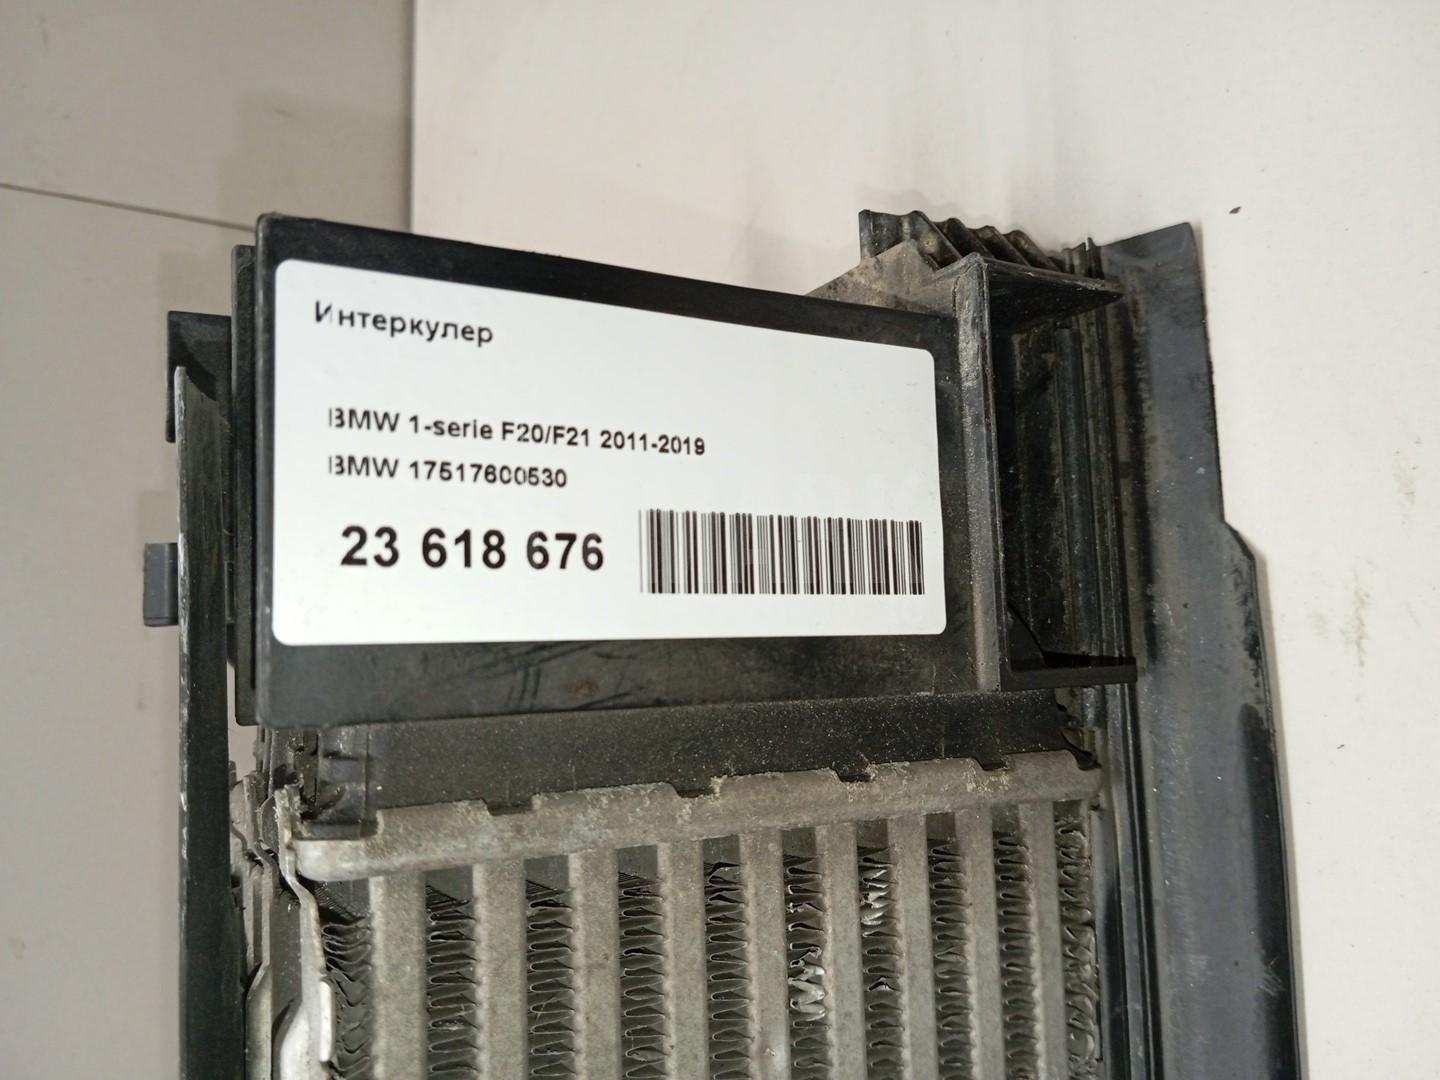 Интеркулер
BMW 1-serie F20/F21 2011-2019
BMW 17517600530
23 618 676